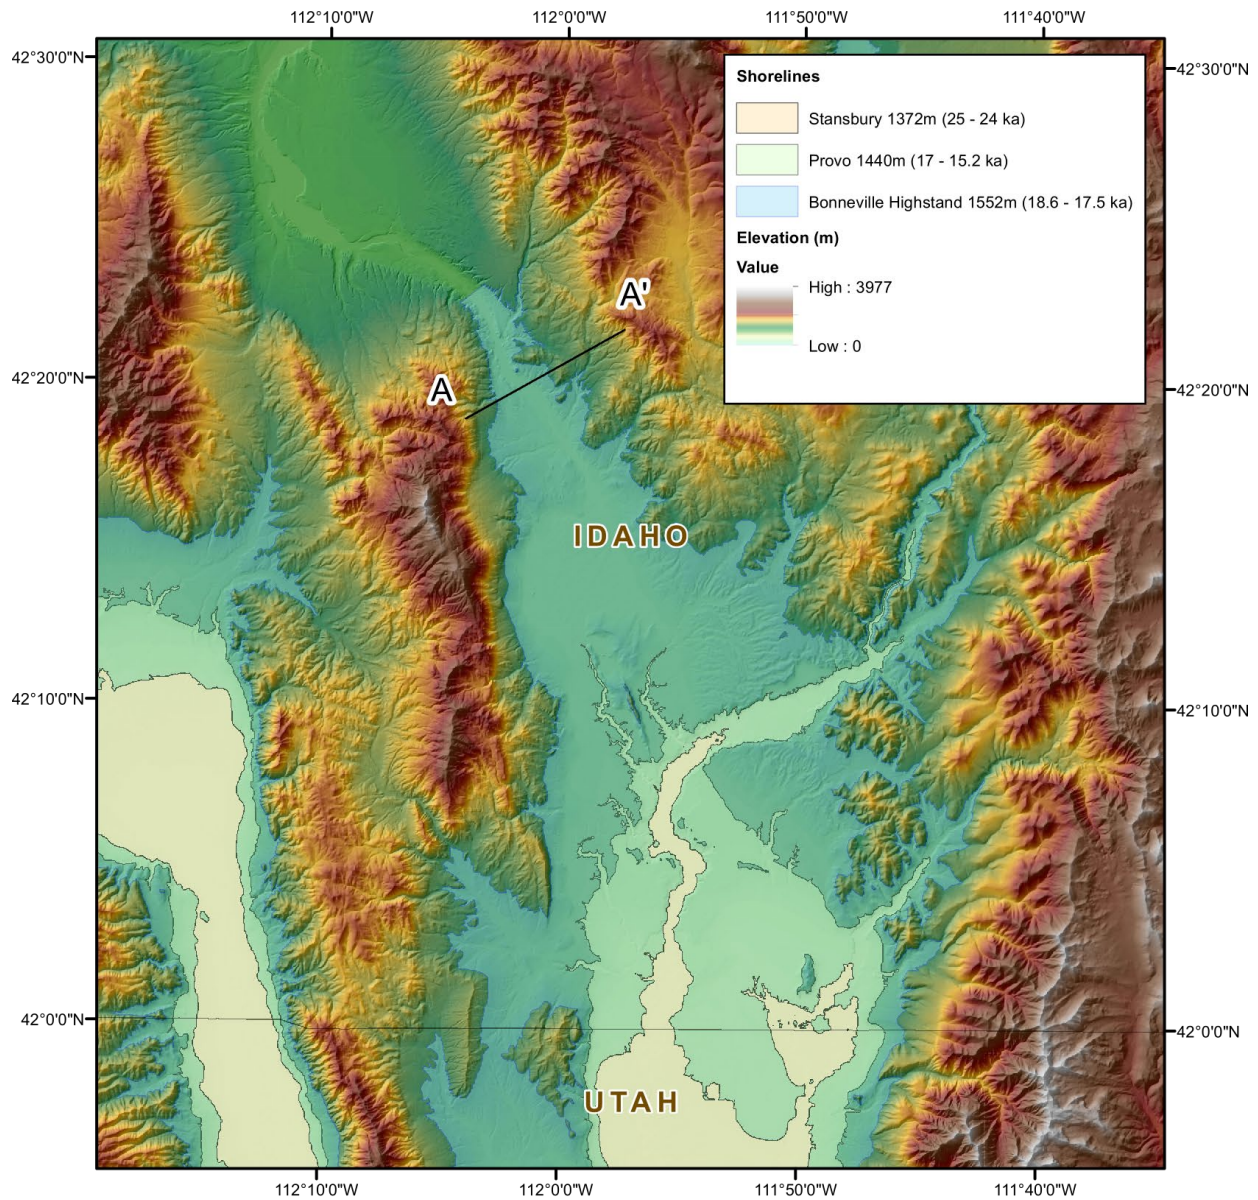 112°10'0"W 112°0'0"W 111°50'0"W 111°40'0"W
42°30'0"N 42°30'0"N
Shorelines
Stansbury 1372m (25 - 24 ka)
Provo 1440m (17 - 15.2 ka)
Bonneville Highstand 1552m (18.6 - 17.5 ka)
Elevation (m)
Value
High : 3977
Low : 0
A'
42°20'0"N 42°20'0"N
A
IDAHO
42°10'0"N 42°10'0"N
42°0'0"N 42°0'0"N
UTAH
112°10'0"W 112°0'0"W 111°50'0"W 111°40'0"W